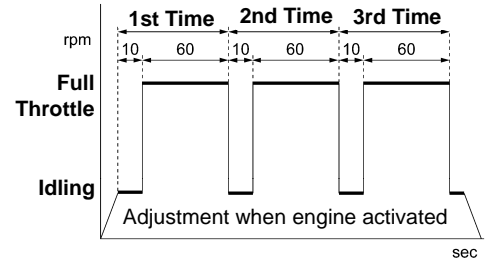 1st Time 2nd Time 3rd Time
rpm
10 60 10 60 10 60
Full
Throttle
Idling
Adjustment when engine activated
sec